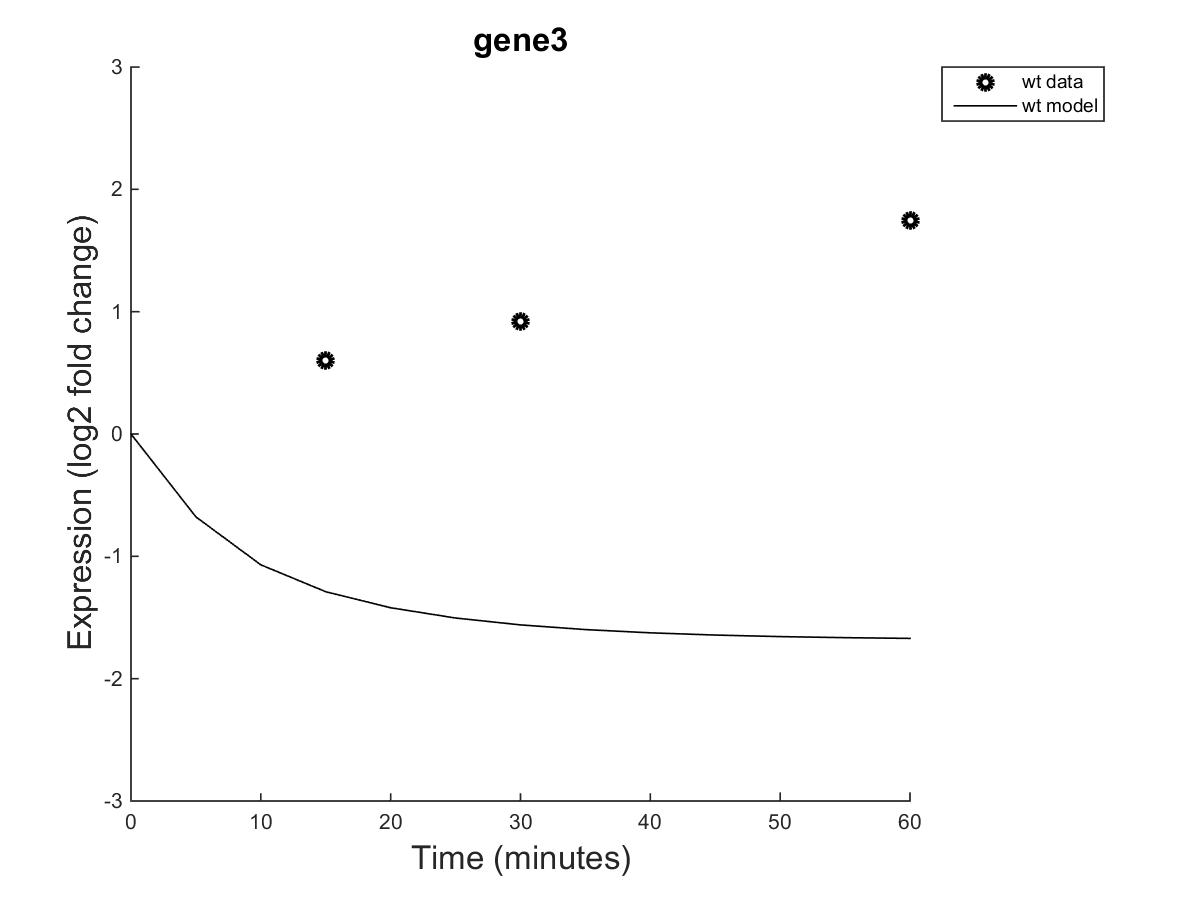 gene3
wt data
wt model
3
2
1
0
-1
-2
-3
Expression (log2 fold change)
0 10 20 30 40 50 60
Time (minutes)